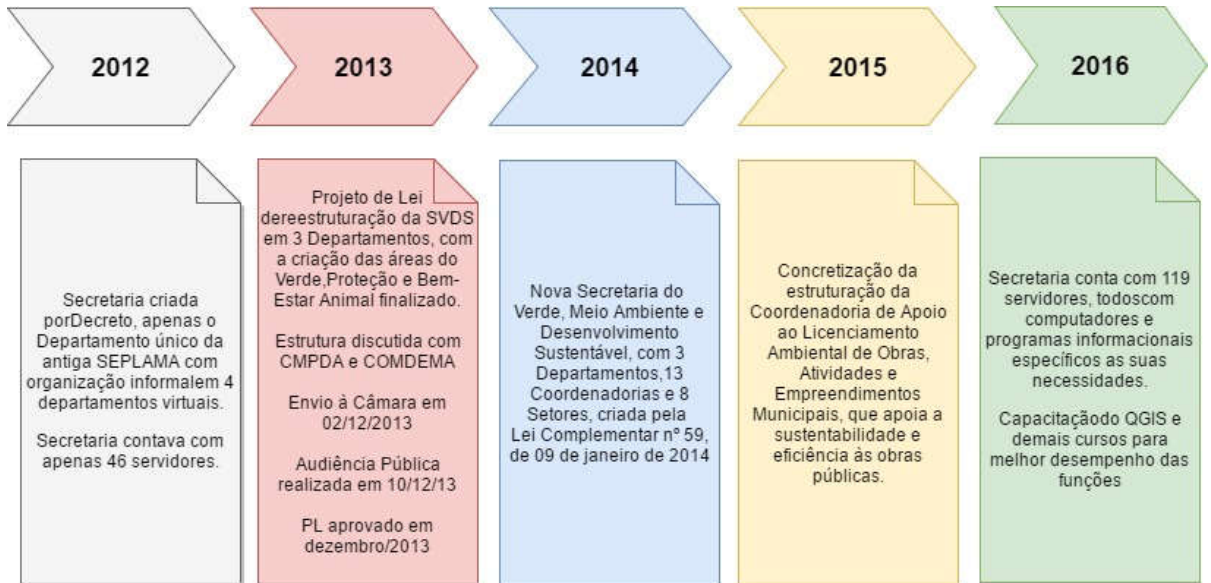 2012
2013
2014
2015
2016
Secretaria criada
porDecreto, apenas o
Departamento único da
antiga SEPLAMA com
organização informalem 4
departamentos virtuais.
Secretaria contava com
apenas 46 servidores.
Projeto de Lei
dereestruturação da SVDS
em 3 Departamentos, com
a criação das áreas do
Verde,Proteção e Bem-
Estar Animal finalizado.
Estrutura discutida com
CMPDA e COMDEMA
Envio à Câmara em
02/12/2013
Audiência Pública
realizada em 10/12/13
PL aprovado em
dezembro/2013
Nova Secretaria do
Verde, Meio Ambiente e
Desenvolvimento
Sustentável, com 3
Departamentos,13
Coordenadorias e 8
Setores, criada pela
Lei Complementar nº 59,
de 09 de janeiro de 2014
Concretização da
estruturação da
Coordenadoria de Apoio
ao Licenciamento
Ambiental de Obras,
Atividades e
Empreendimentos
Municipais, que apoia a
sustentabilidade e
eficiência às obras
públicas.
Secretaria conta com 119
servidores, todoscom
computadores e
programas informacionais
específicos as suas
necessidades.
Capacitaçãodo QGIS e
demais cursos para
melhor desempenho das
funções